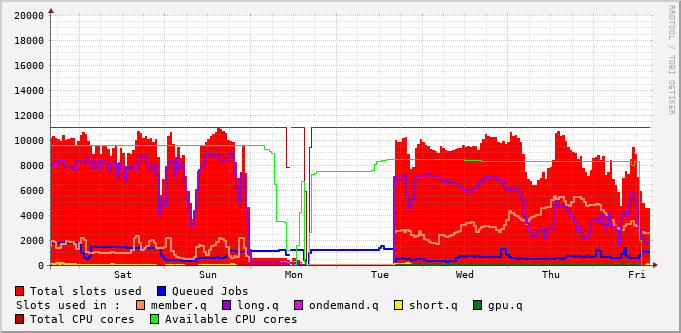 RRDTOOL / TOBI OETIKER
20000
18000
16000
14000
12000
10000
8000
6000
4000
2000
0
Sat Sun Mon Tue Wed Thu Fri
Total slots used Queued Jobs
Slots used in : member.q long.q ondemand.q short.q gpu.q
Total CPU cores Available CPU cores